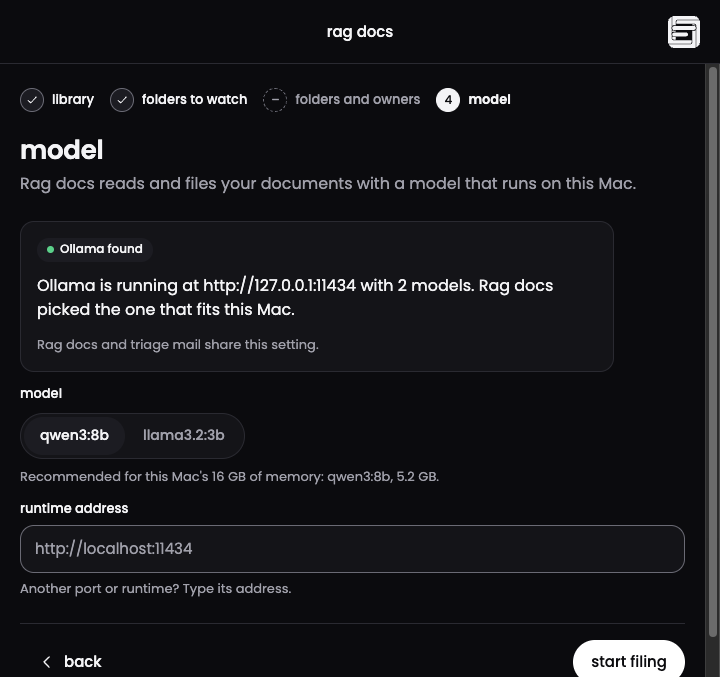 rag docs
library
folders to watch
folders and owners
4 model
model
Rag docs reads and files your documents with a model that runs on this Mac.
Ollama found
Ollama is running at http://127.0.0.1:11434 with 2 models. Rag docs
picked the one that fits this Mac.
Rag docs and triage mail share this setting.
model
qwen3:8b
llama3.2:3b
Recommended for this Mac's 16 GB of memory: qwen3:8b, 5.2 GB.
runtime address
http://localhost:11434
Another port or runtime? Type its address.
back
start filing